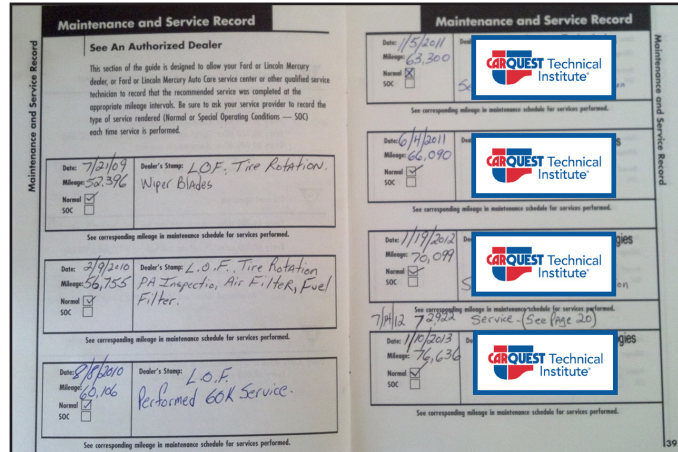 Maintenance and Service Record
Maintenance and Service Record
See An Authorized Dealer
This section of the guide is designed to allow your Ford or Lincoln Mercury
dealer, or Ford or Lincoln Mercury Auto Care service center or other qualified service
technician to record that the recommended service was completed at the
appropriate mileage intervals. Be sure to ask your service provider to record the
type of service rendered (Normal or Special Operating Conditions — SOC)
each time service is performed.
Date: 7/21/09 Dealer's Stamp: L.O.F. Tire Rotation.
Mileage: 52,396 Wiper Blades
Normal
SOC
See corresponding mileage in maintenance schedule for services performed.
Date: 2/9/2010 Dealer's Stamp: L.O.F. Tire Rotation
Mileage: 56,755 PA Inspectio, Air Filter, Fuel
Normal Filter.
SOC
See corresponding mileage in maintenance schedule for services performed.
Date: 8/8/2010 Dealer's Stamp: L.O.F.
Mileage: 60,106 Performed 60K Service.
Normal
SOC
See corresponding mileage in maintenance schedule for services performed.
Maintenance and Service Record
Maintenance and Service Record
Date: 1/5/2011
Mileage: 63,300
Normal
SOC
CARQUEST Technical
Institute®
See corresponding mileage in maintenance schedule for services performed.
Date: 6/4/2011
Mileage: 66,090
Normal
SOC
CARQUEST Technical
Institute®
See corresponding mileage in maintenance schedule for services performed.
Date: 1/19/2012
Mileage: 70,099
Normal
SOC
CARQUEST Technical
Institute®
See corresponding mileage in maintenance schedule for services performed.
7/14/12 72922 Service - (See Page 20)
Date: 1/10/2013
Mileage: 76,636
Normal
SOC
CARQUEST Technical
Institute®
See corresponding mileage in maintenance schedule for services performed.
39